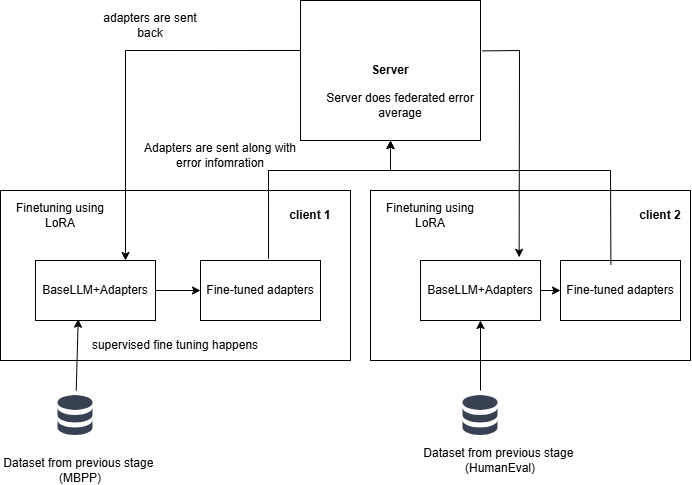 adapters are sent
back
Server
Server does federated error
average
Adapters are sent along with
error infomration
Finetuning using
LoRA
client 1
Finetuning using
LoRA
client 2
BaseLLM+Adapters
Fine-tuned adapters
BaseLLM+Adapters
Fine-tuned adapters
supervised fine tuning happens
Dataset from previous stage
(MBPP)
Dataset from previous stage
(HumanEval)